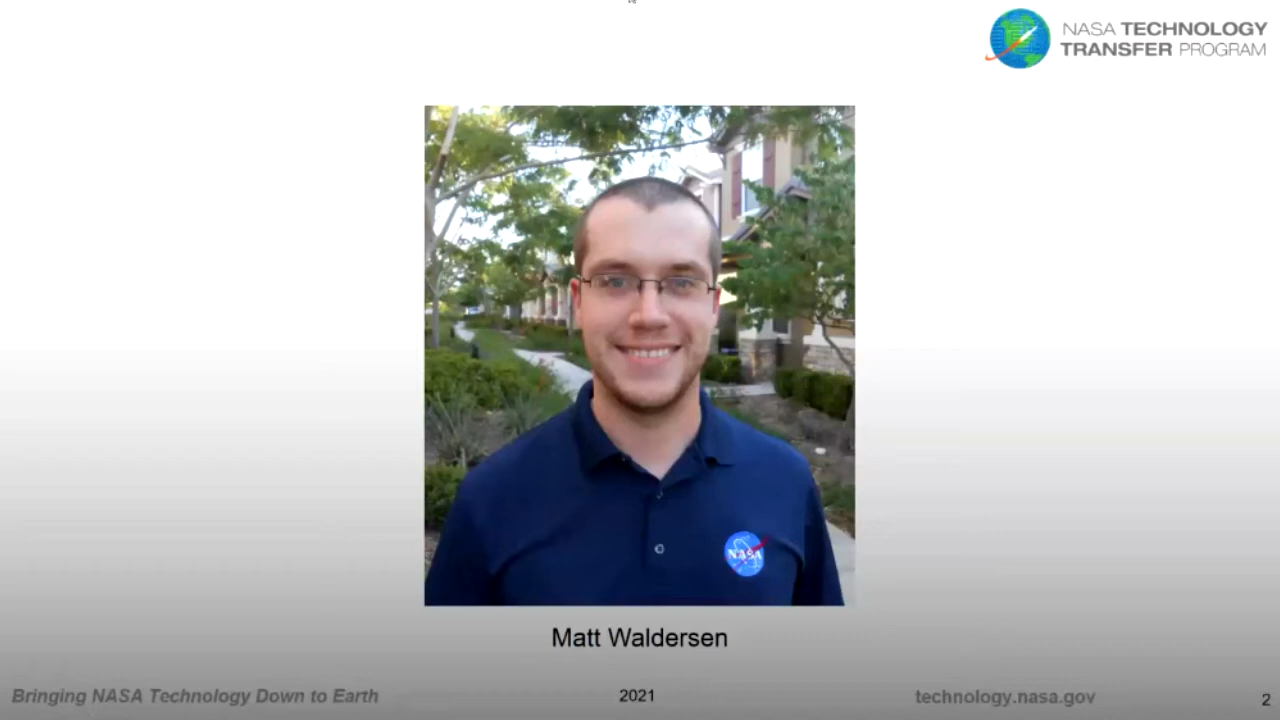 NASA TECHNOLOGY
TRANSFER PROGRAM
NASA
Matt Waldersen
Bringing NASA Technology Down to Earth
2021
technology.nasa.gov
2